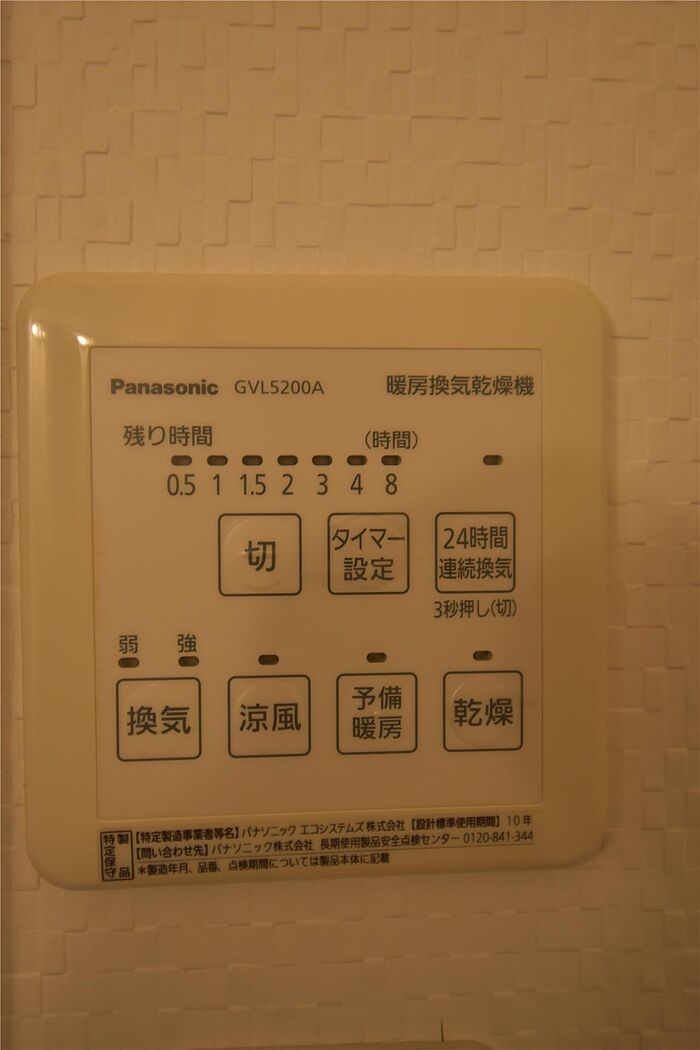 Panasonic GVL5200A 暖房換気乾燥機
残り時間 (時間)
0.5 1 1.5 2 3 4 8
切
タイマー
設定
24時間
連続換気
3秒押し(切)
弱 強
換気
涼風
予備
暖房
乾燥
特定保守製品
【特定製造事業者等名】パナソニック エコシステムズ株式会社【設計標準使用期間】10年
【問い合わせ先】パナソニック株式会社 長期使用製品安全点検センター 0120-841-344
*製造年月、品番、点検期間については製品本体に記載